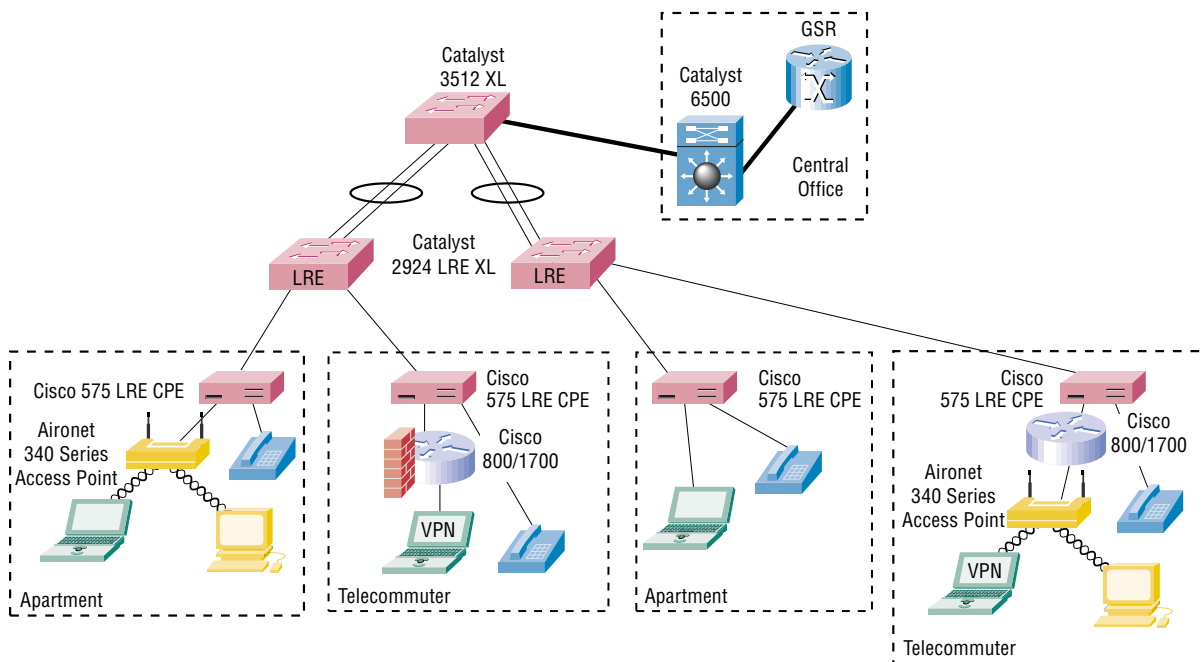 GSR
Catalyst
3512 XL
Catalyst
6500
Central
Office
Catalyst
2924 LRE XL
LRE
LRE
Cisco 575 LRE CPE
Aironet
340 Series
Access Point
Apartment
Cisco
575 LRE CPE
Cisco
800/1700
VPN
Telecommuter
Cisco
575 LRE CPE
Apartment
Cisco
575 LRE CPE
Cisco
800/1700
Aironet
340 Series
Access Point
VPN
Telecommuter